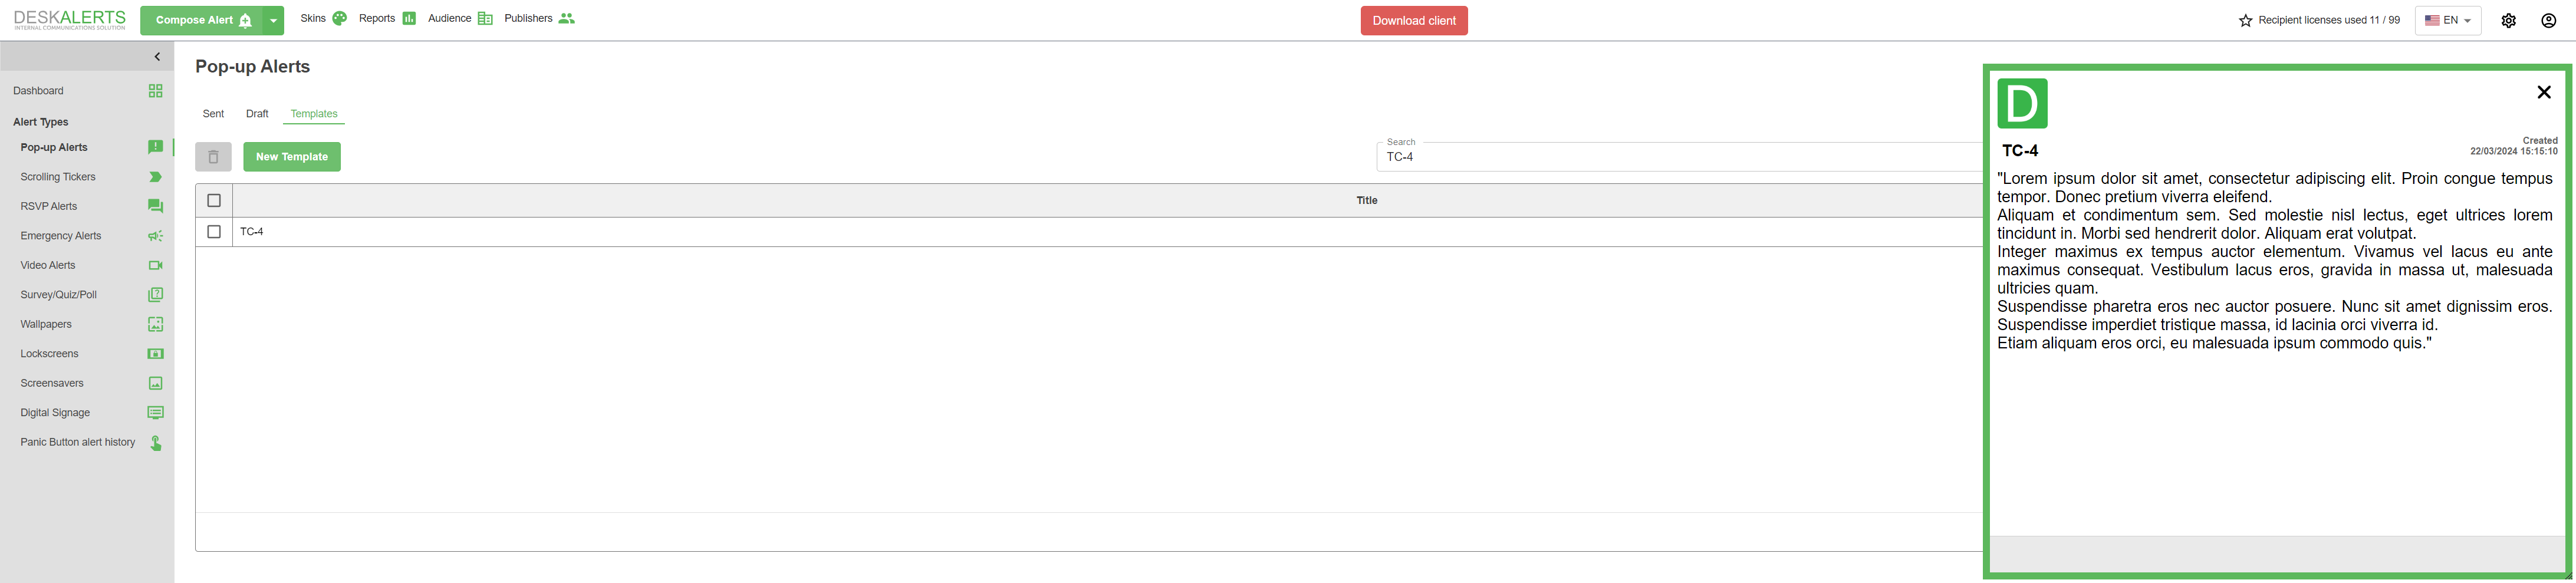 DESKALERTS
INTERNAL COMMUNICATIONS SOLUTION
Compose Alert
Skins
Reports
Audience
Publishers
Download client
Recipient licenses used 11 / 99
EN
Dashboard
Alert Types
Pop-up Alerts
Scrolling Tickers
RSVP Alerts
Emergency Alerts
Video Alerts
Survey/Quiz/Poll
Wallpapers
Lockscreens
Screensavers
Digital Signage
Panic Button alert history
Pop-up Alerts
Sent
Draft
Templates
New Template
Search
TC-4
Title
TC-4
D
TC-4
Created
22/03/2024 15:15:10
"Lorem ipsum dolor sit amet, consectetur adipiscing elit. Proin congue tempus
tempor. Donec pretium viverra eleifend.
Aliquam et condimentum sem. Sed molestie nisl lectus, eget ultrices lorem
tincidunt in. Morbi sed hendrerit dolor. Aliquam erat volutpat.
Integer maximus ex tempus auctor elementum. Vivamus vel lacus eu ante
maximus consequat. Vestibulum lacus eros, gravida in massa ut, malesuada
ultricies quam.
Suspendisse pharetra eros nec auctor posuere. Nunc sit amet dignissim eros.
Suspendisse imperdiet tristique massa, id lacinia orci viverra id.
Etiam aliquam eros orci, eu malesuada ipsum commodo quis."